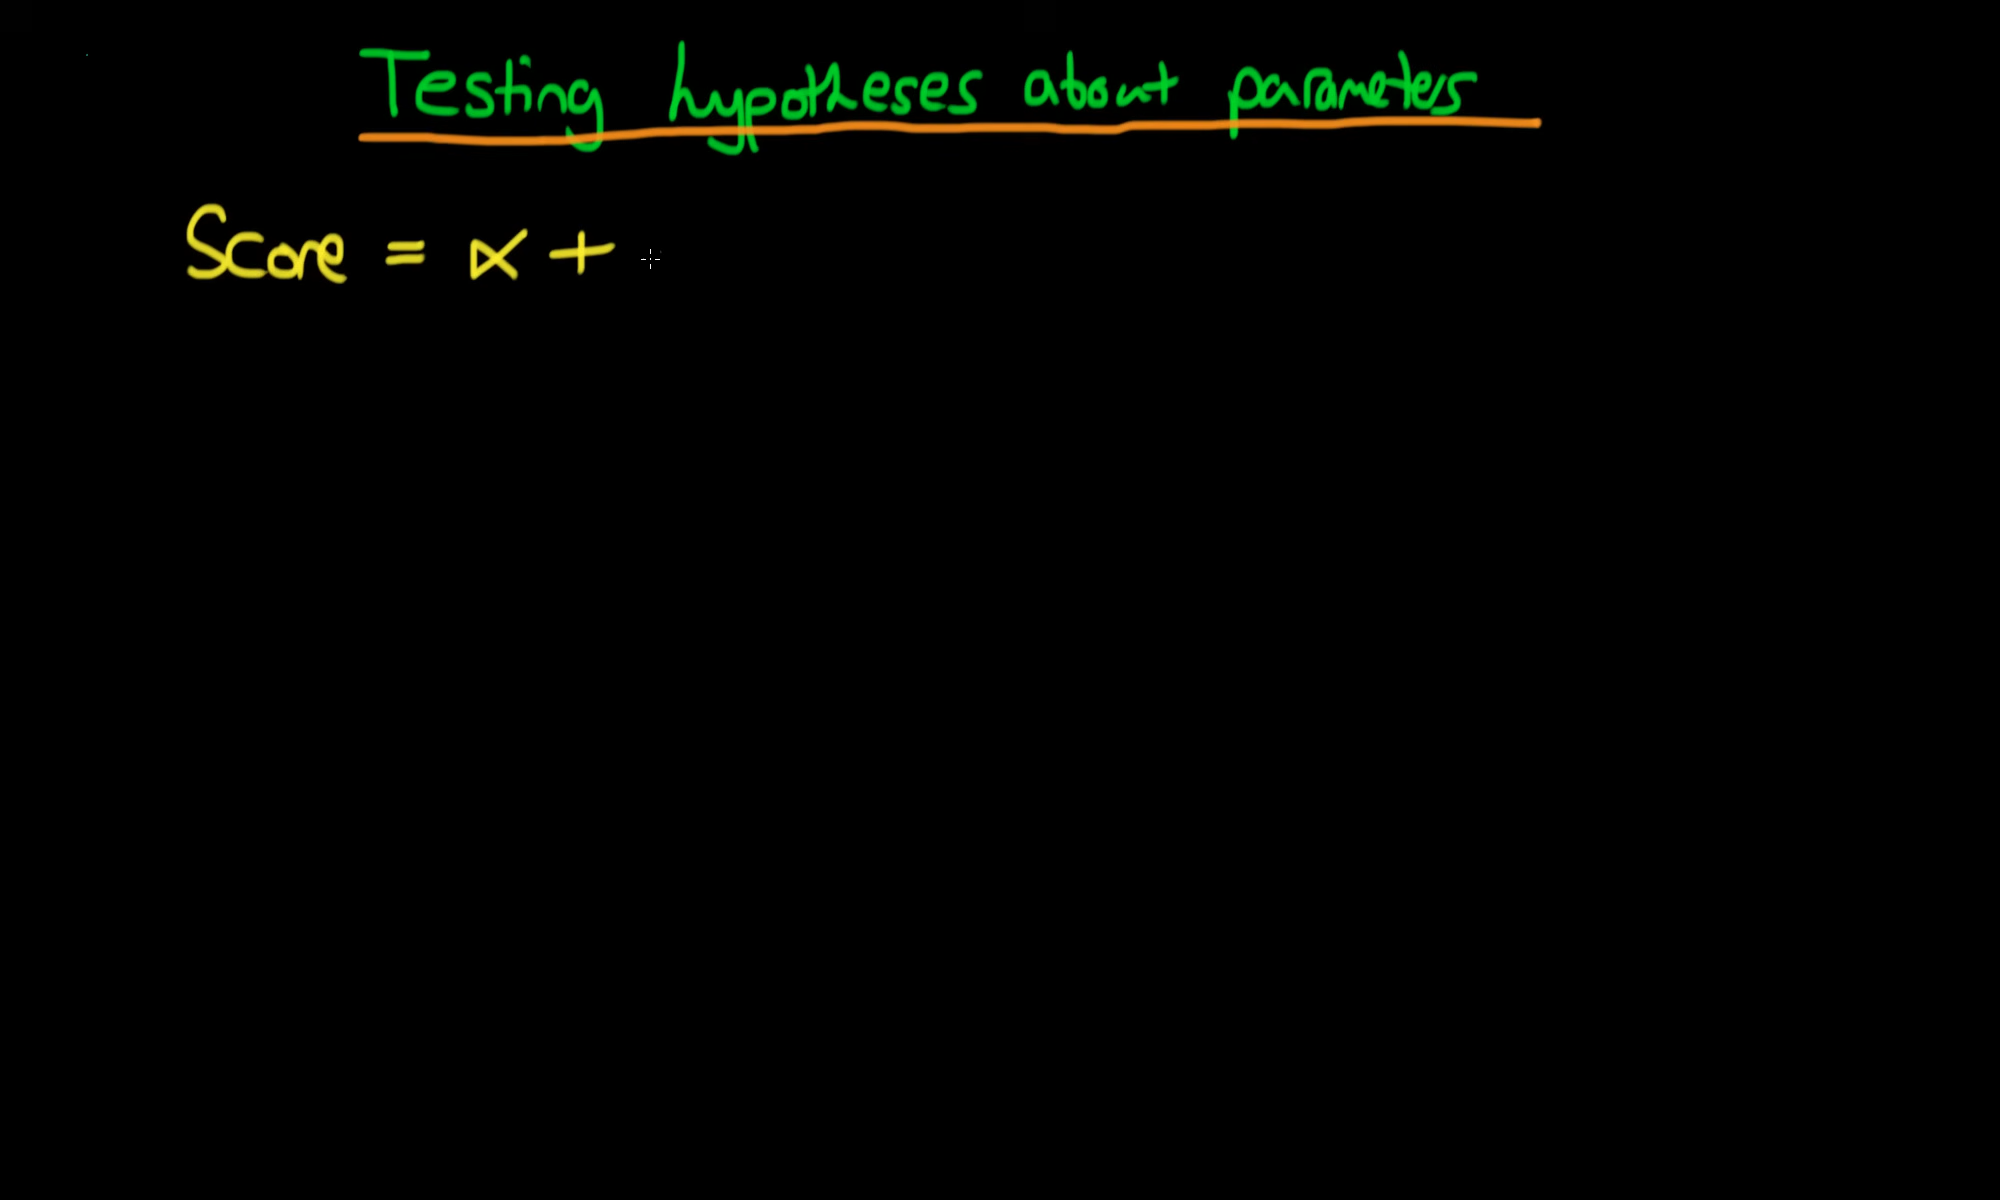 Testing hypotheses about parameters
Score = α +